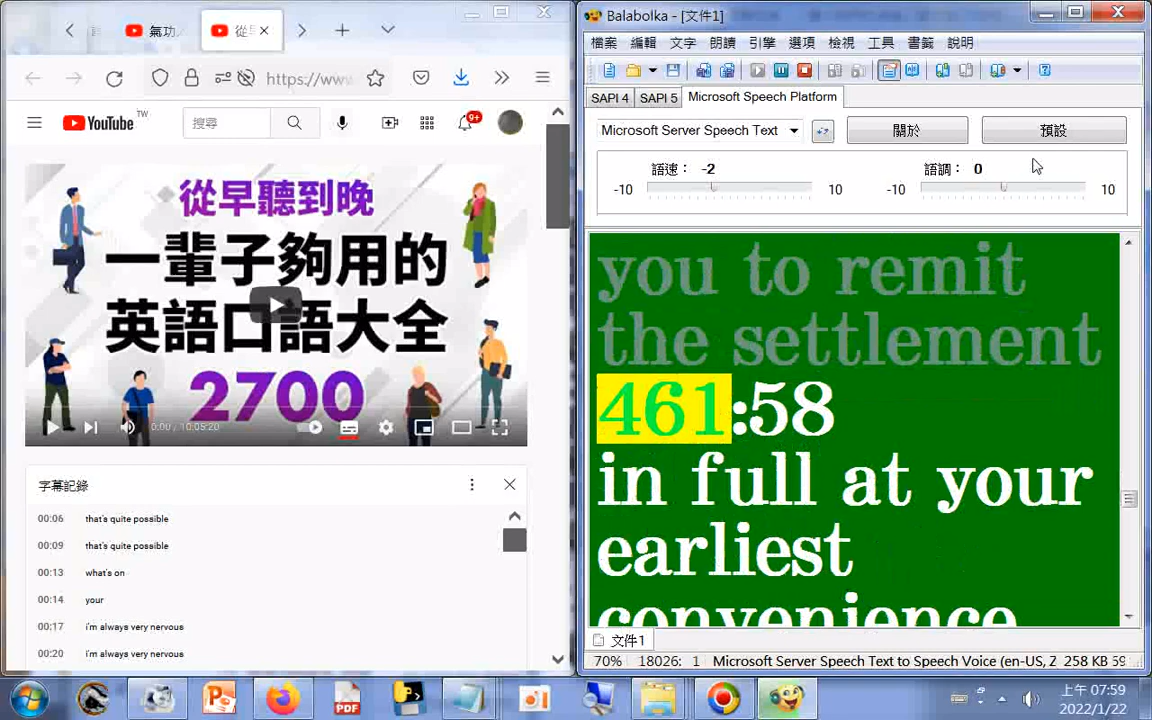 氣功
從
https://www
YouTube TW
搜尋
9+
從早聽到晚
一輩子夠用的
英語口語大全
2700
0:00 / 10:05:20
字幕記錄
00:06 that's quite possible
00:09 that's quite possible
00:13 what's on
00:14 your
00:17 i'm always very nervous
00:20 i'm always very nervous
Balabolka - [文件1]
檔案 編輯 文字 朗讀 引擎 選項 檢視 工具 書籤 說明
SAPI 4 SAPI 5 Microsoft Speech Platform
Microsoft Server Speech Text 關於 預設
語速: -2 語調: 0
-10 10 -10 10
you to remit
the settlement
461:58
in full at your
earliest
convenience
文件1
70% 18026: 1 Microsoft Server Speech Text to Speech Voice (en-US, Z 258 KB 59
PDF
上午 07:59
2022/1/22